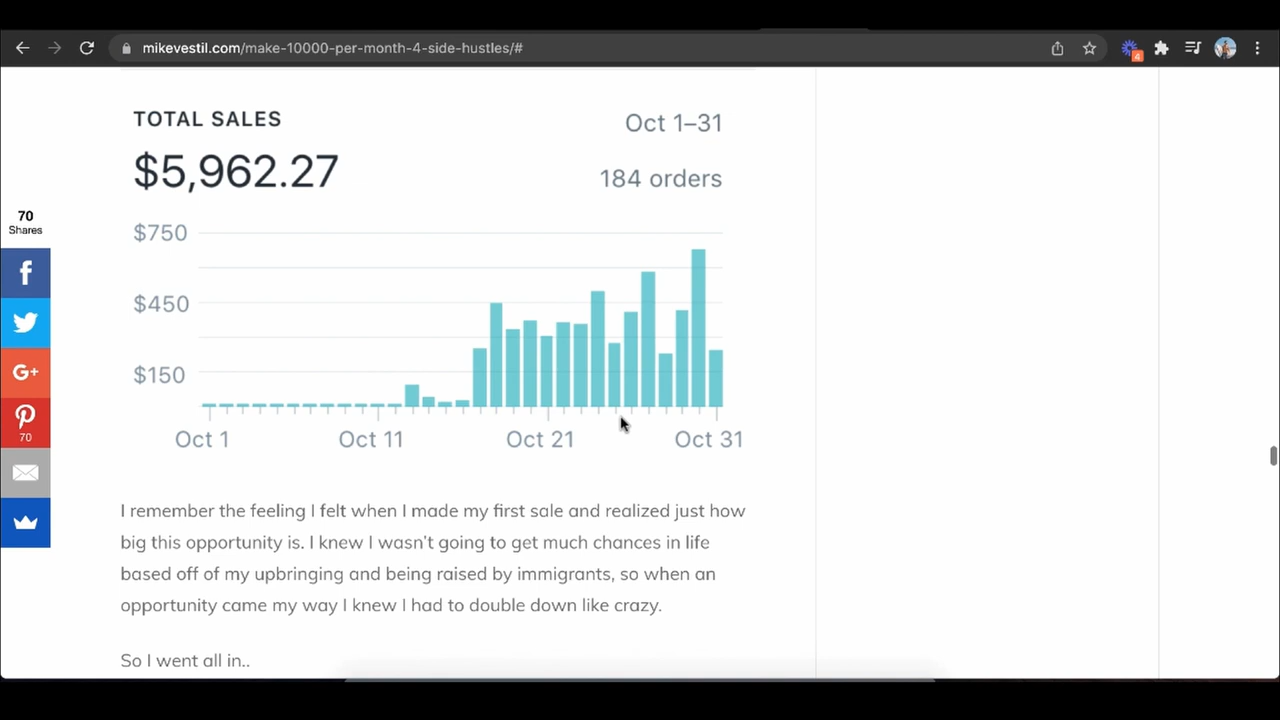 mikevestil.com/make-10000-per-month-4-side-hustles/#
4
TOTAL SALES
Oct 1–31
$5,962.27
184 orders
70
Shares
$750
$450
$150
Oct 1
Oct 11
Oct 21
Oct 31
f
G+
70
I remember the feeling I felt when I made my first sale and realized just how
big this opportunity is. I knew I wasn't going to get much chances in life
based off of my upbringing and being raised by immigrants, so when an
opportunity came my way I knew I had to double down like crazy.
So I went all in..